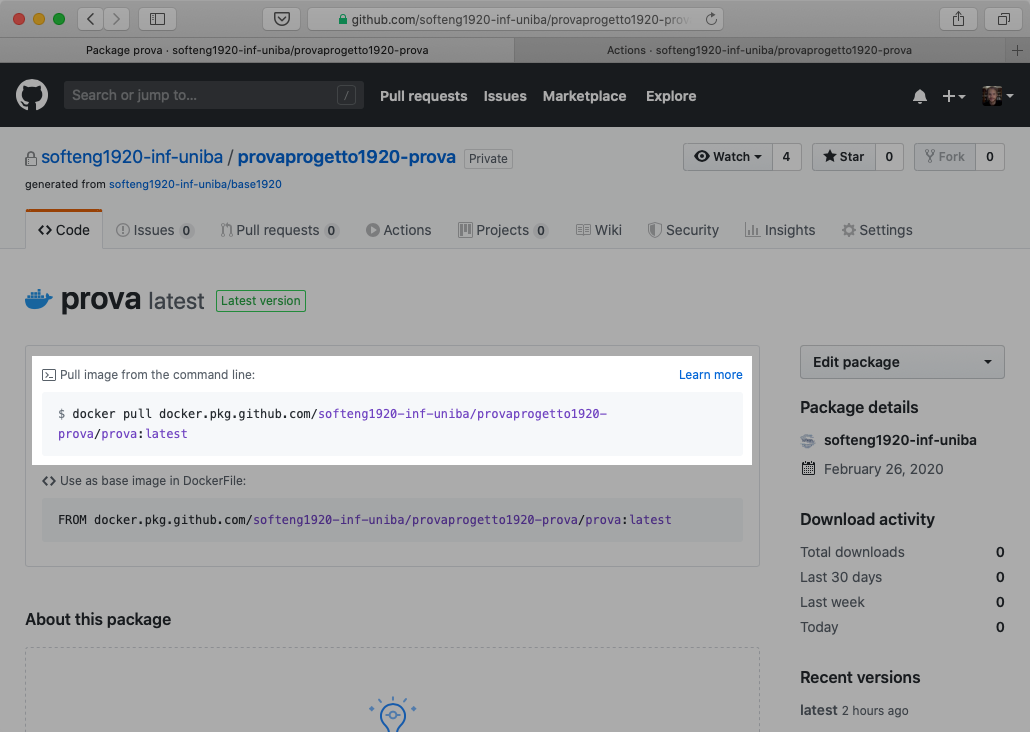 github.com/softeng1920-inf-uniba/provaprogetto1920-prov
Package prova · softeng1920-inf-uniba/provaprogetto1920-prova
Actions · softeng1920-inf-uniba/provaprogetto1920-prova
Search or jump to... /
Pull requests Issues Marketplace Explore
softeng1920-inf-uniba / provaprogetto1920-prova Private
Watch 4 Star 0 Fork 0
generated from softeng1920-inf-uniba/base1920
Code Issues 0 Pull requests 0 Actions Projects 0 Wiki Security Insights Settings
prova latest Latest version
Pull image from the command line: Learn more
$ docker pull docker.pkg.github.com/softeng1920-inf-uniba/provaprogetto1920-
prova/prova:latest
Use as base image in DockerFile:
FROM docker.pkg.github.com/softeng1920-inf-uniba/provaprogetto1920-prova/prova:latest
About this package
Edit package
Package details
softeng1920-inf-uniba
February 26, 2020
Download activity
Total downloads 0
Last 30 days 0
Last week 0
Today 0
Recent versions
latest 2 hours ago